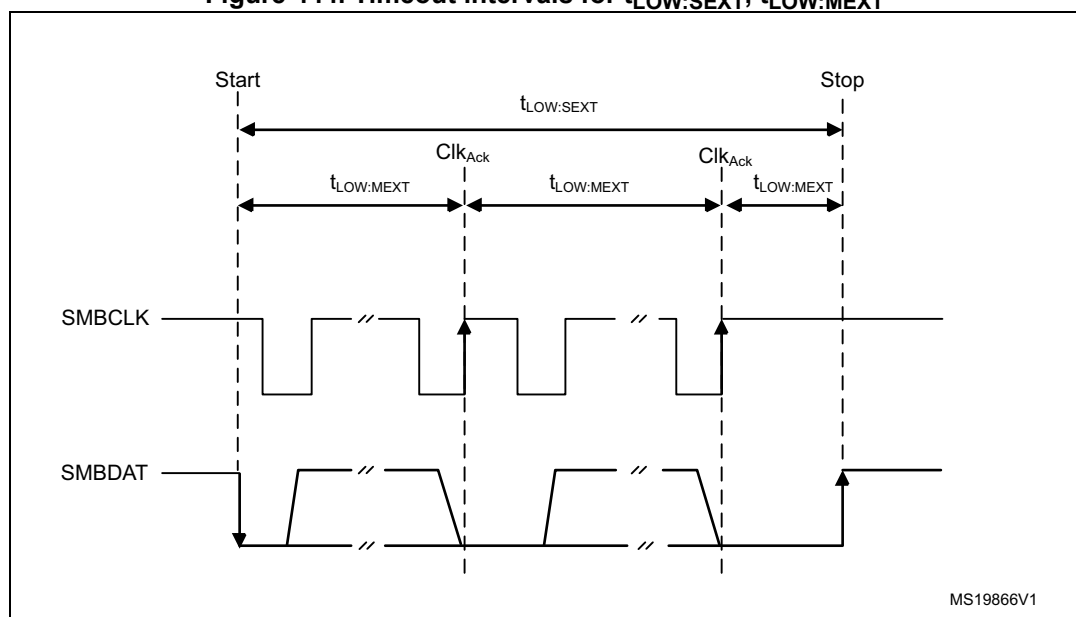 Figure Timeout intervals for tLOW:SEXT, tLOW:MEXT
Start
Stop
tLOW:SEXT
ClkAck
ClkAck
tLOW:MEXT
tLOW:MEXT
tLOW:MEXT
SMBCLK
SMBDAT
MS19866V1